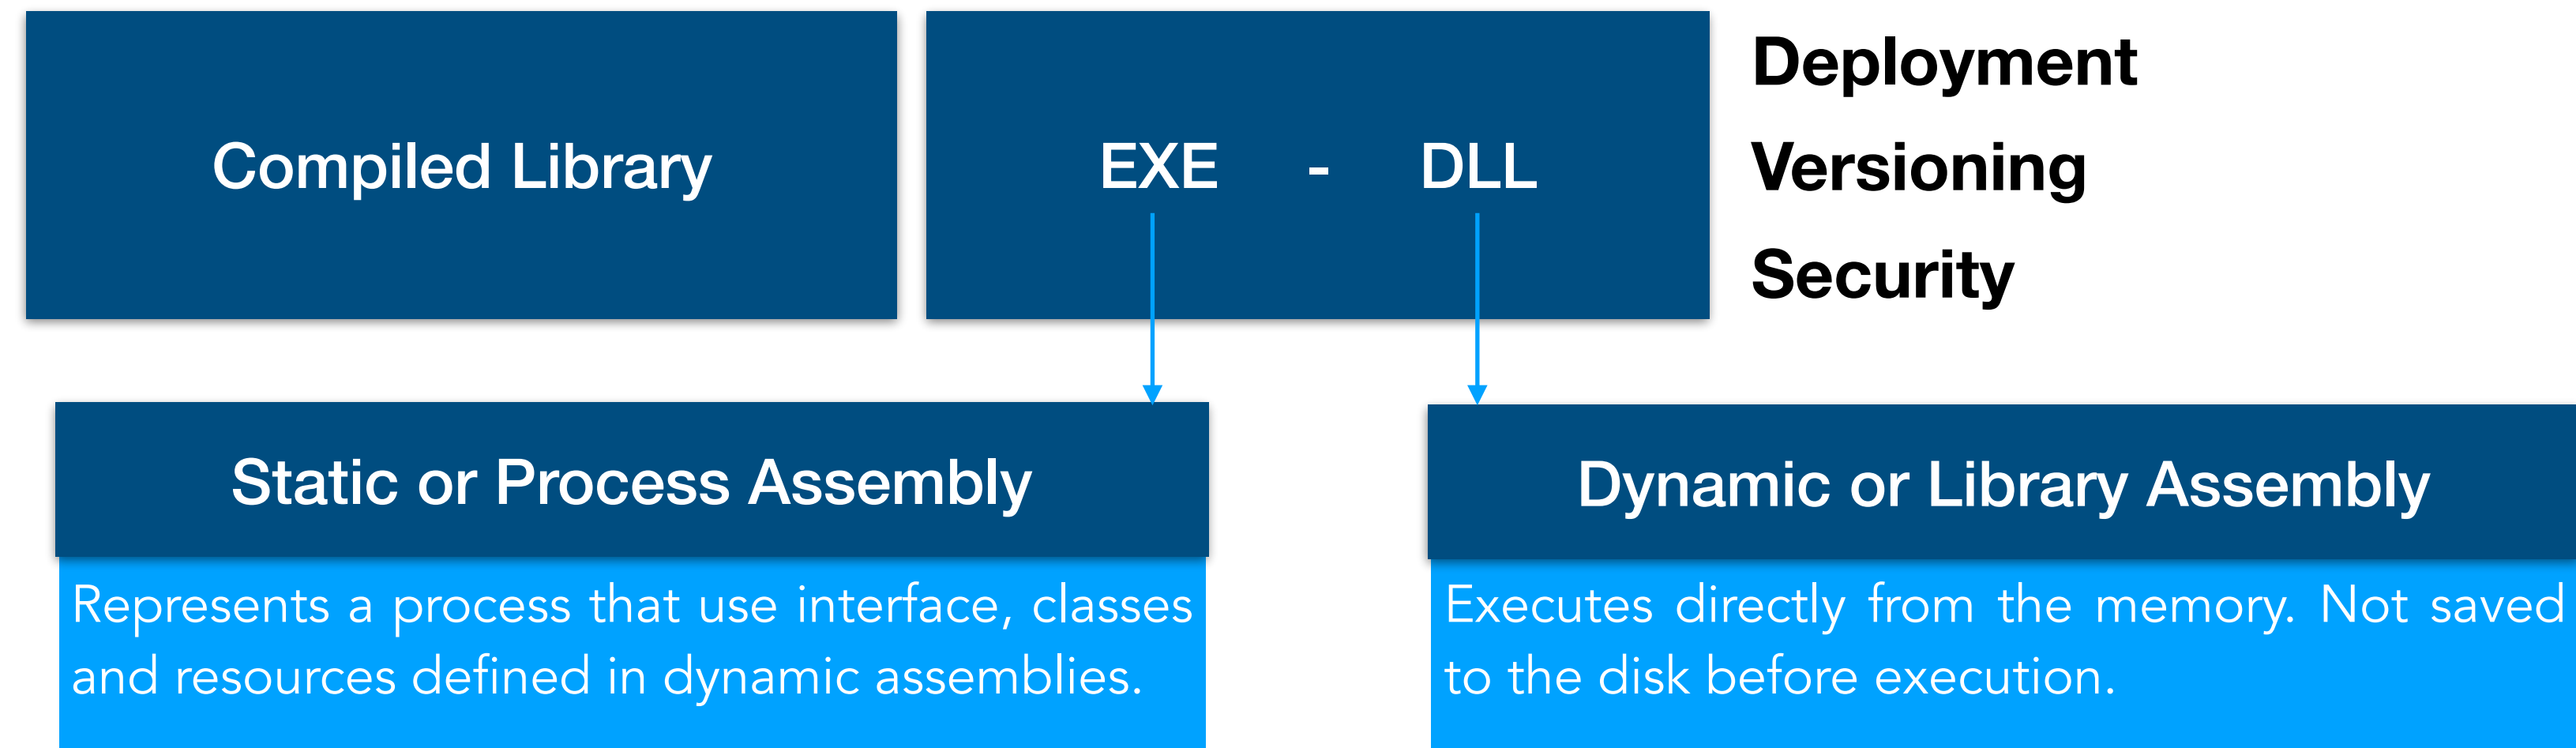 Compiled Library
EXE - DLL
Deployment
Versioning
Security
Static or Process Assembly
Represents a process that use interface, classes
and resources defined in dynamic assemblies.
Dynamic or Library Assembly
Executes directly from the memory. Not saved
to the disk before execution.